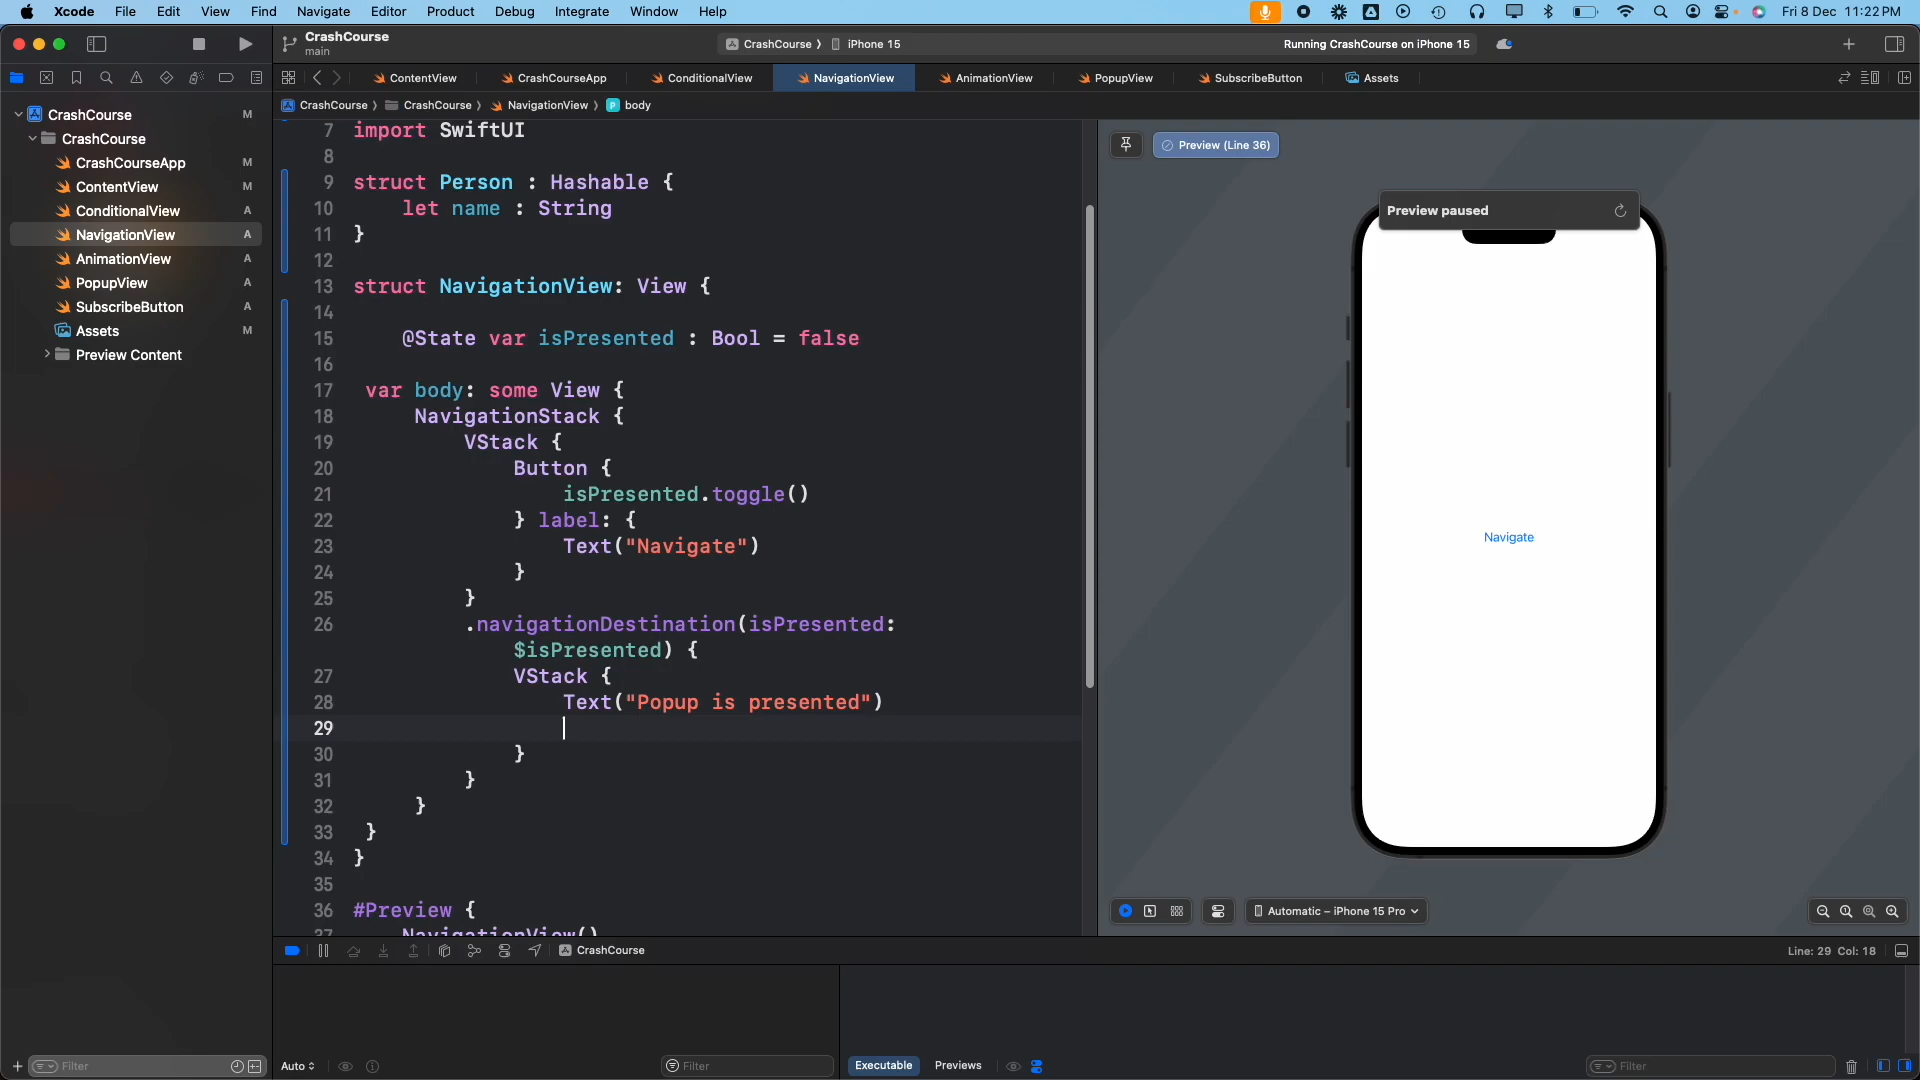 Xcode File Edit View Find Navigate Editor Product Debug Integrate Window Help
Fri 8 Dec 11:22 PM
CrashCourse
main
CrashCourse iPhone 15
Running CrashCourse on iPhone 15
ContentView CrashCourseApp ConditionalView NavigationView AnimationView PopupView SubscribeButton Assets
CrashCourse CrashCourse NavigationView P body
CrashCourse M
CrashCourse
CrashCourseApp M
ContentView M
ConditionalView A
NavigationView A
AnimationView A
PopupView A
SubscribeButton A
Assets M
Preview Content
7 import SwiftUI
8
9 struct Person : Hashable {
10 let name : String
11 }
12
13 struct NavigationView: View {
14
15 @State var isPresented : Bool = false
16
17 var body: some View {
18 NavigationStack {
19 VStack {
20 Button {
21 isPresented.toggle()
22 } label: {
23 Text("Navigate")
24 }
25 }
26 .navigationDestination(isPresented:
$isPresented) {
27 VStack {
28 Text("Popup is presented")
29
30 }
31 }
32 }
33 }
34 }
35
36 #Preview {
37 NavigationView()
Preview (Line 36)
Preview paused
Navigate
Automatic – iPhone 15 Pro
CrashCourse
Line: 29 Col: 18
Filter
Auto
Filter
Executable Previews
Filter